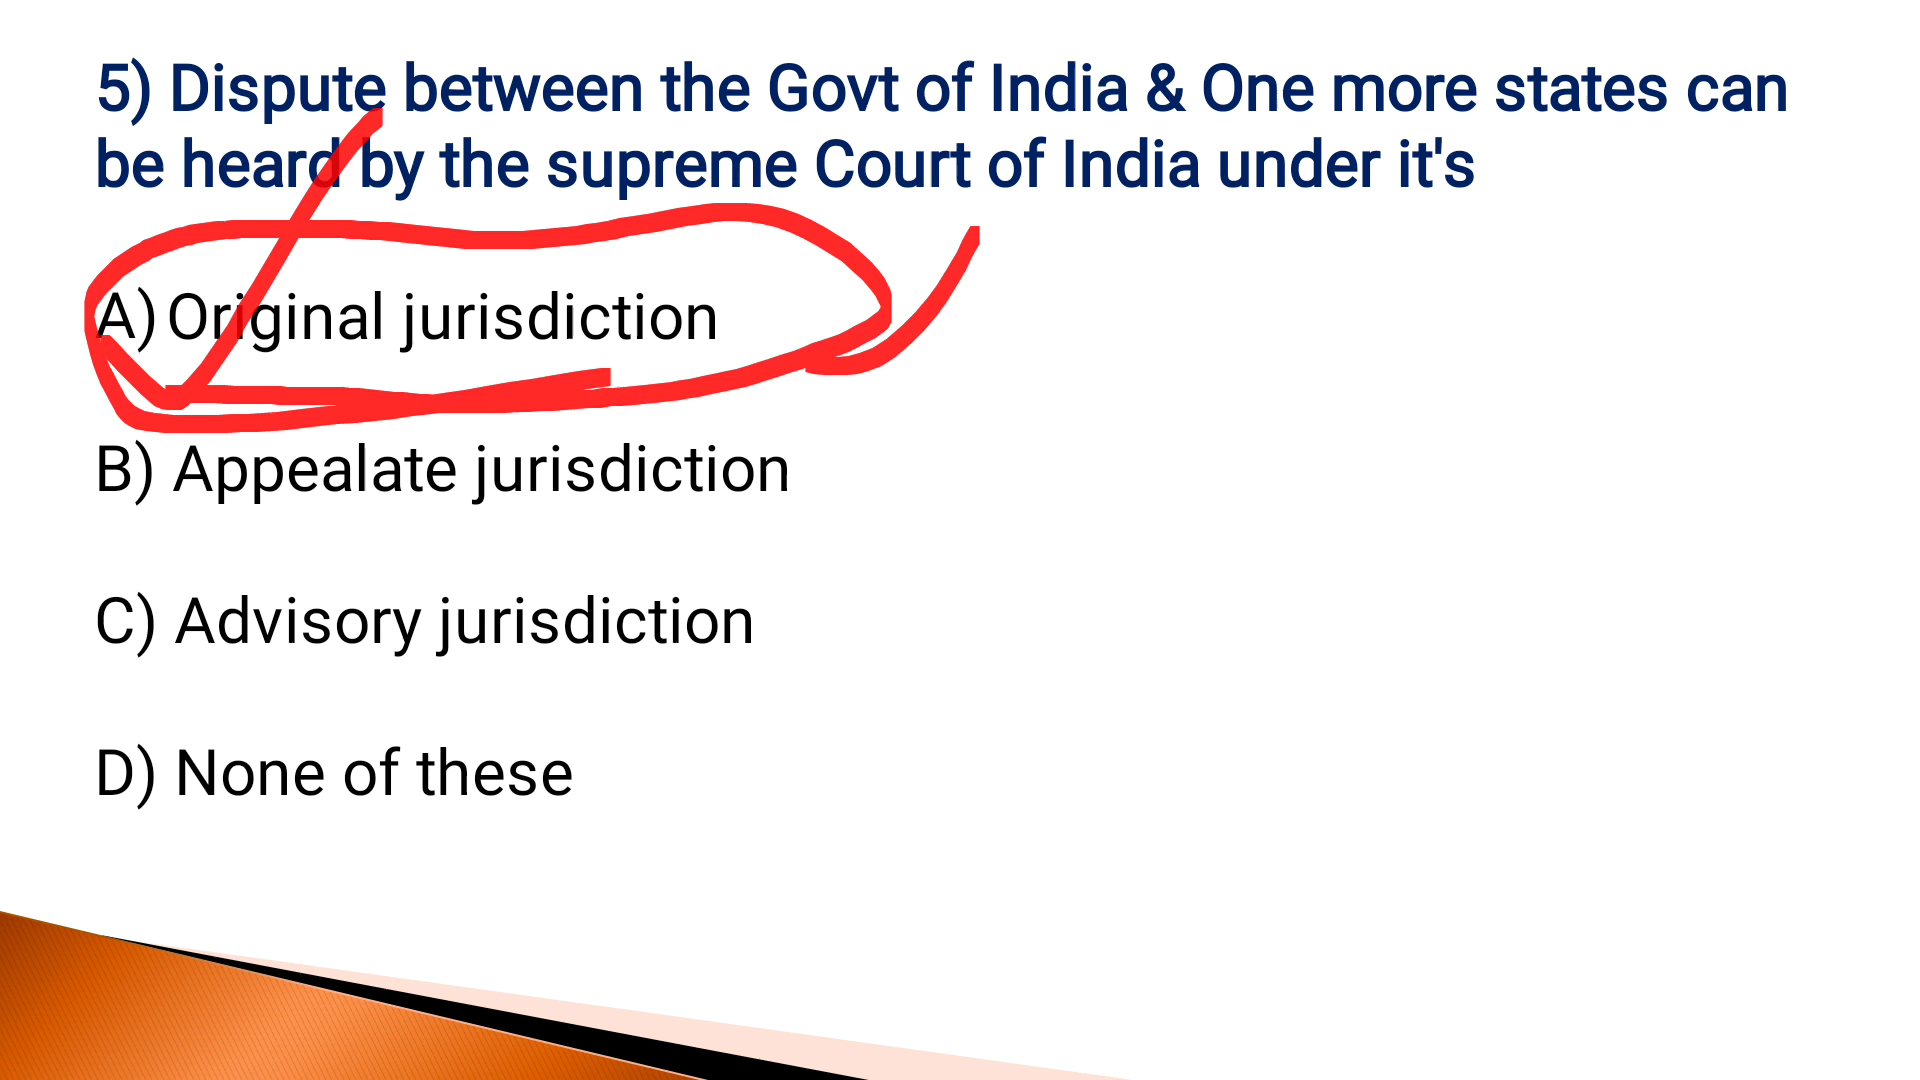 5) Dispute between the Govt of India & One more states can
be heard by the supreme Court of India under it's
A) Original jurisdiction
B) Appealate jurisdiction
C) Advisory jurisdiction
D) None of these